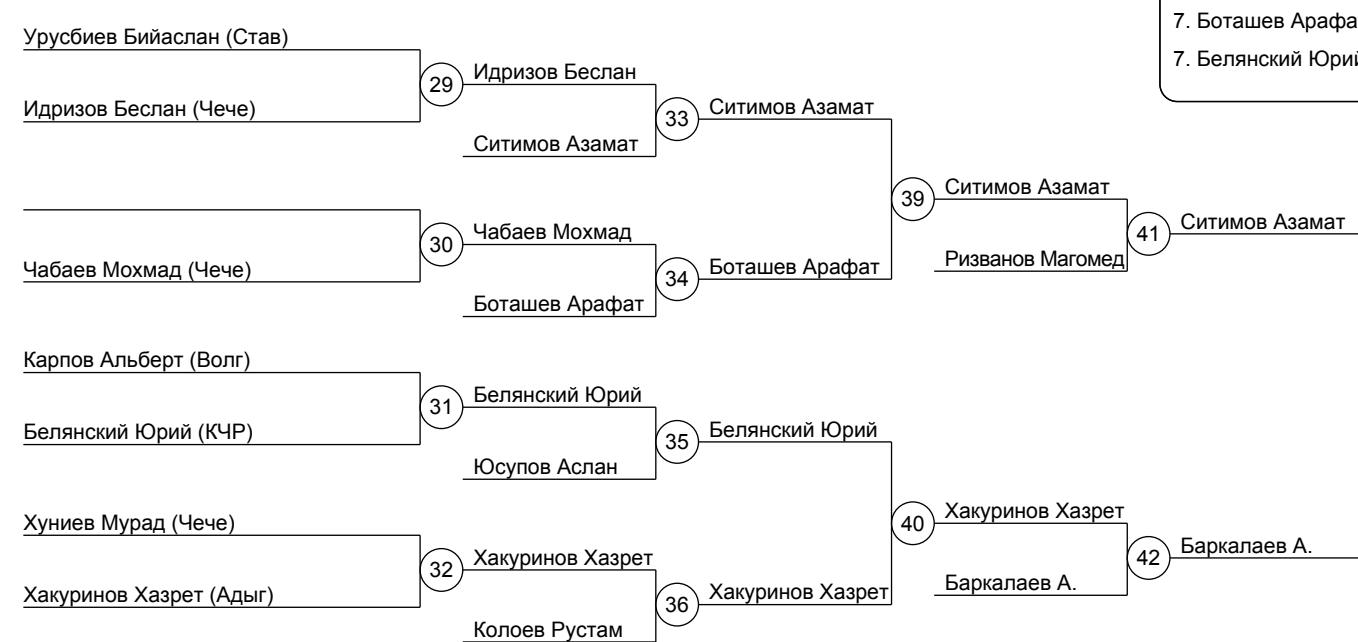 7. Боташев Арафа
7. Белянский Юрий
Урусбиев Бийаслан (Став)
29
Идризов Беслан
Идризов Беслан (Чече)
33
Ситимов Азамат
Ситимов Азамат
39
Ситимов Азамат
30
Чабаев Мохмад
41
Ситимов Азамат
Чабаев Мохмад (Чече)
34
Боташев Арафат
Ризванов Магомед
Боташев Арафат
Карпов Альберт (Волг)
31
Белянский Юрий
Белянский Юрий (КЧР)
35
Белянский Юрий
Юсупов Аслан
Хуниев Мурад (Чече)
40
Хакуринов Хазрет
32
Хакуринов Хазрет
42
Баркалаев А.
Хакуринов Хазрет (Адыг)
36
Хакуринов Хазрет
Баркалаев А.
Колоев Рустам